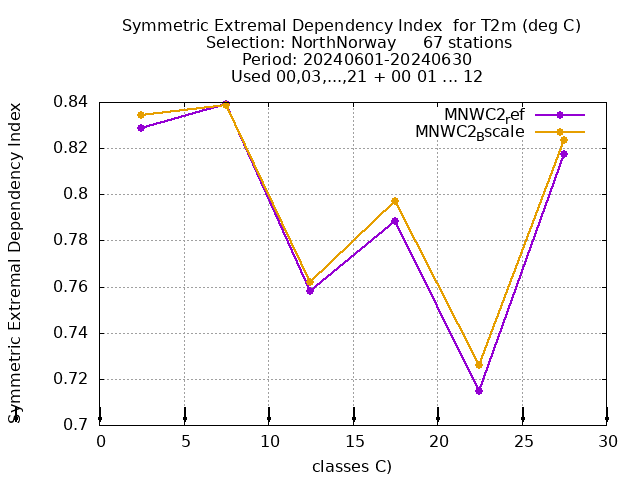 Symmetric Extremal Dependency Index  for T2m (deg C)
Selection: NorthNorway     67 stations
Period: 20240601-20240630
Used 00,03,...,21 + 00 01 ... 12
Symmetric Extremal Dependency Index
0.84
0.82
0.8
0.78
0.76
0.74
0.72
0.7
MNWC2ref
MNWC2Bscale
0 5 10 15 20 25 30
classes C)